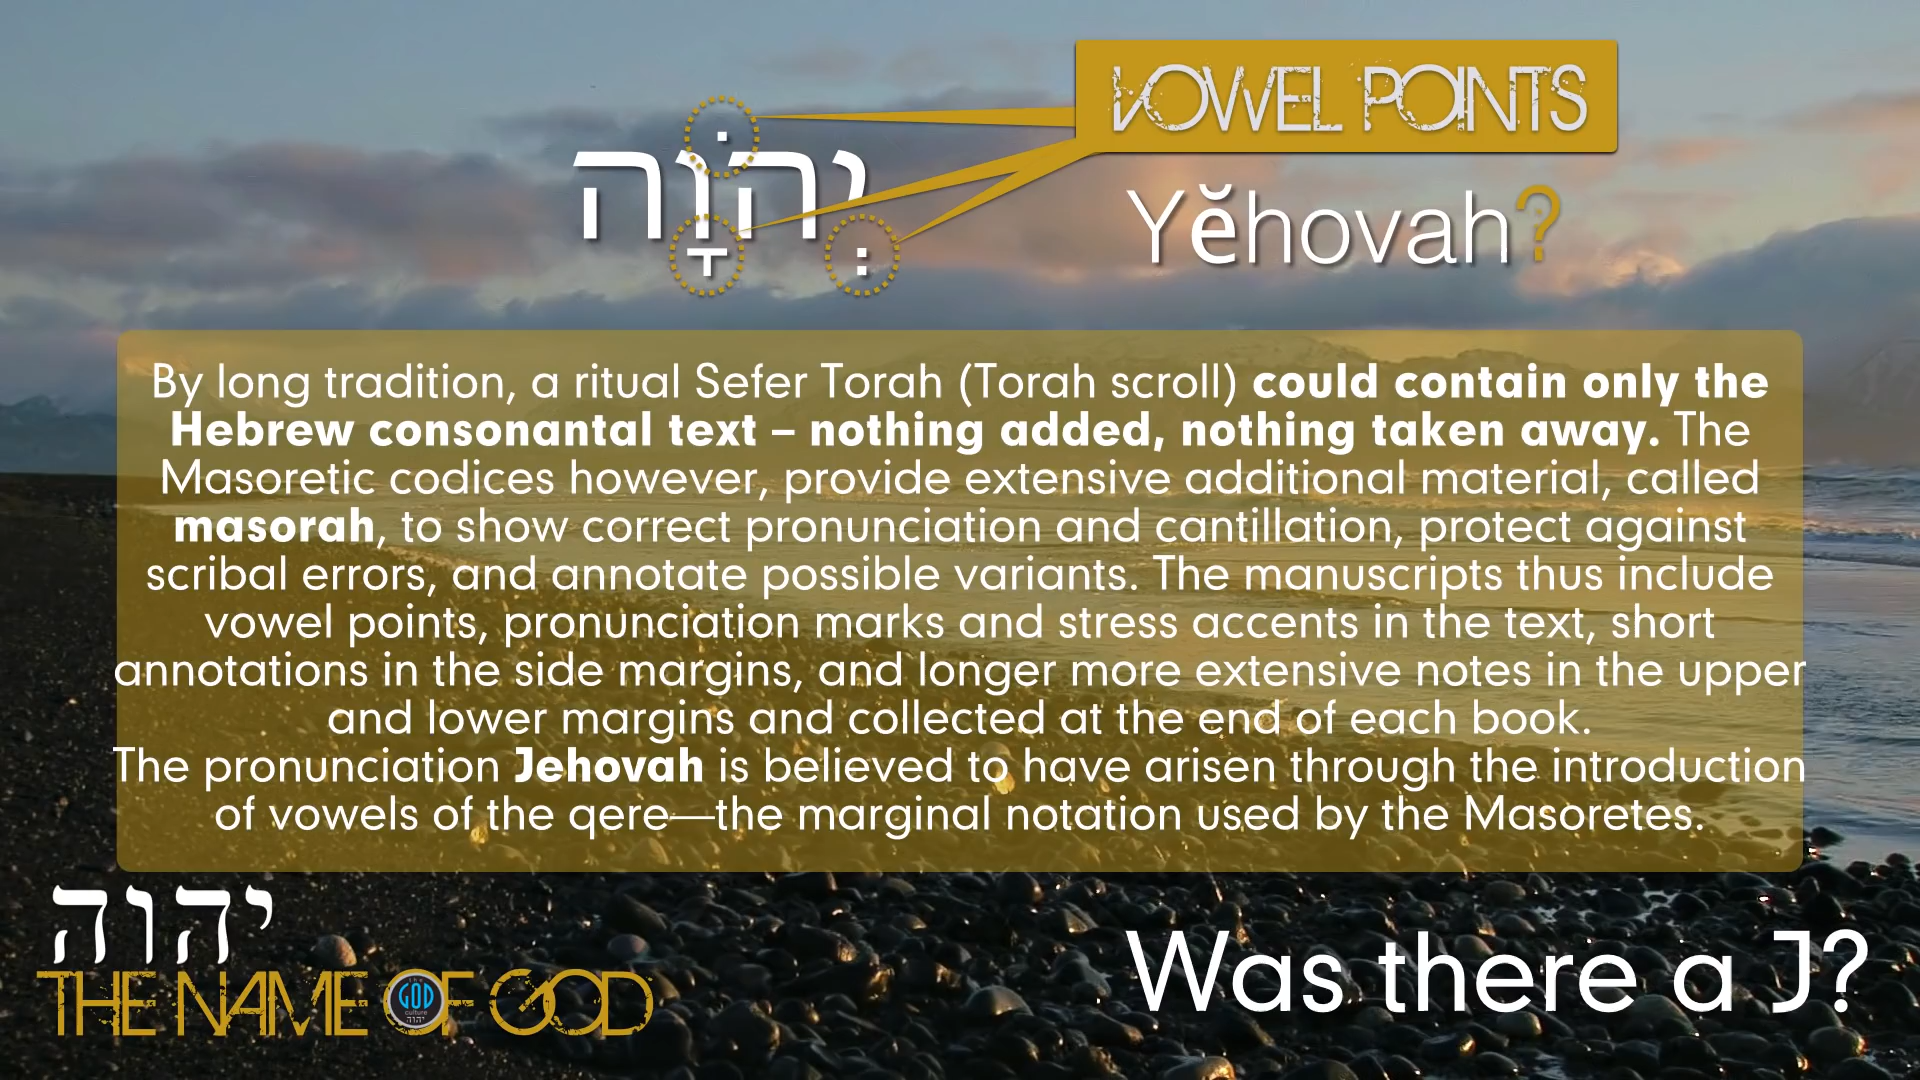 VOWEL POINTS
יְהֹוָה
Yĕhovah?
By long tradition, a ritual Sefer Torah (Torah scroll) could contain only the
Hebrew consonantal text – nothing added, nothing taken away. The
Masoretic codices however, provide extensive additional material, called
masorah, to show correct pronunciation and cantillation, protect against
scribal errors, and annotate possible variants. The manuscripts thus include
vowel points, pronunciation marks and stress accents in the text, short
annotations in the side margins, and longer more extensive notes in the upper
and lower margins and collected at the end of each book.
The pronunciation Jehovah is believed to have arisen through the introduction
of vowels of the qere—the marginal notation used by the Masoretes.
יהוה
THE NAME OF GOD
THE
GOD
culture
יהוה
Was there a J?